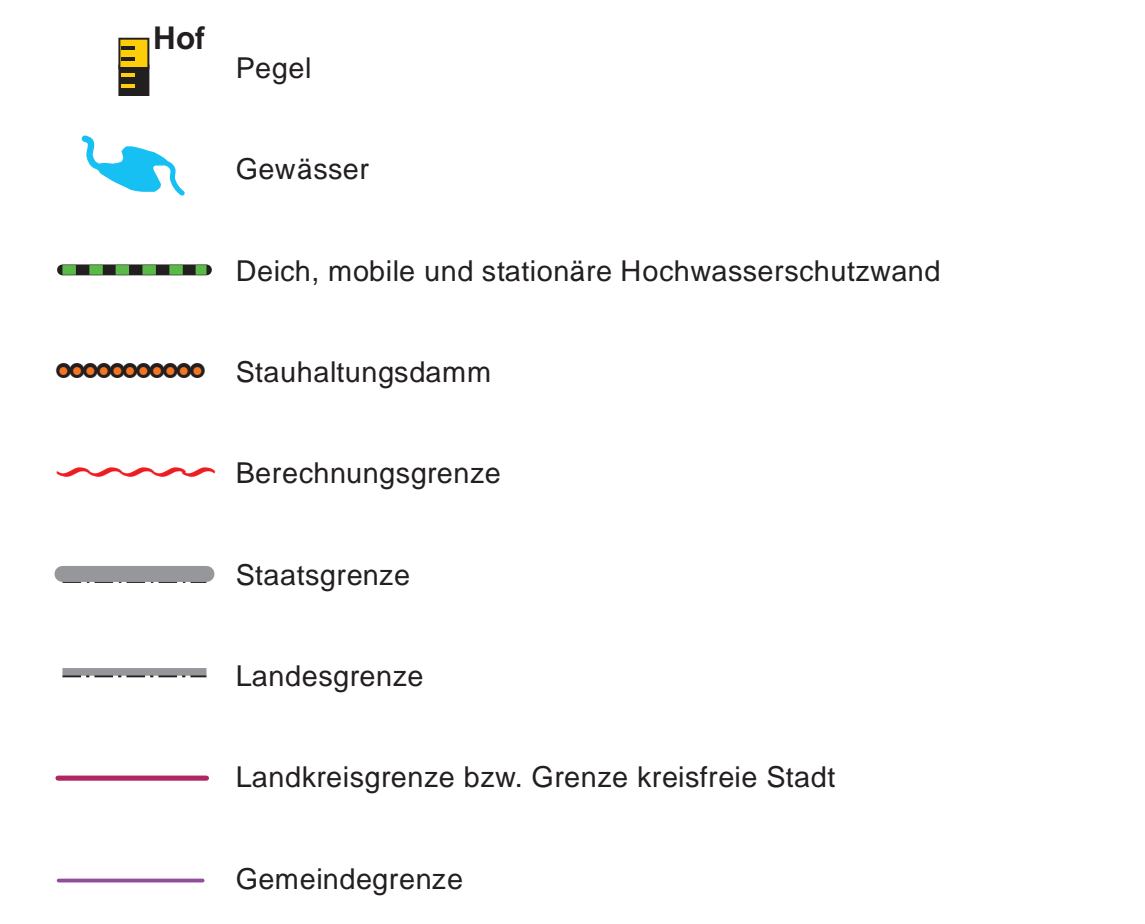 Hof
Pegel
Gewässer
Deich, mobile und stationäre Hochwasserschutzwand
Stauhaltungsdamm
Berechnungsgrenze
Staatsgrenze
Landesgrenze
Landkreisgrenze bzw. Grenze kreisfreie Stadt
Gemeindegrenze